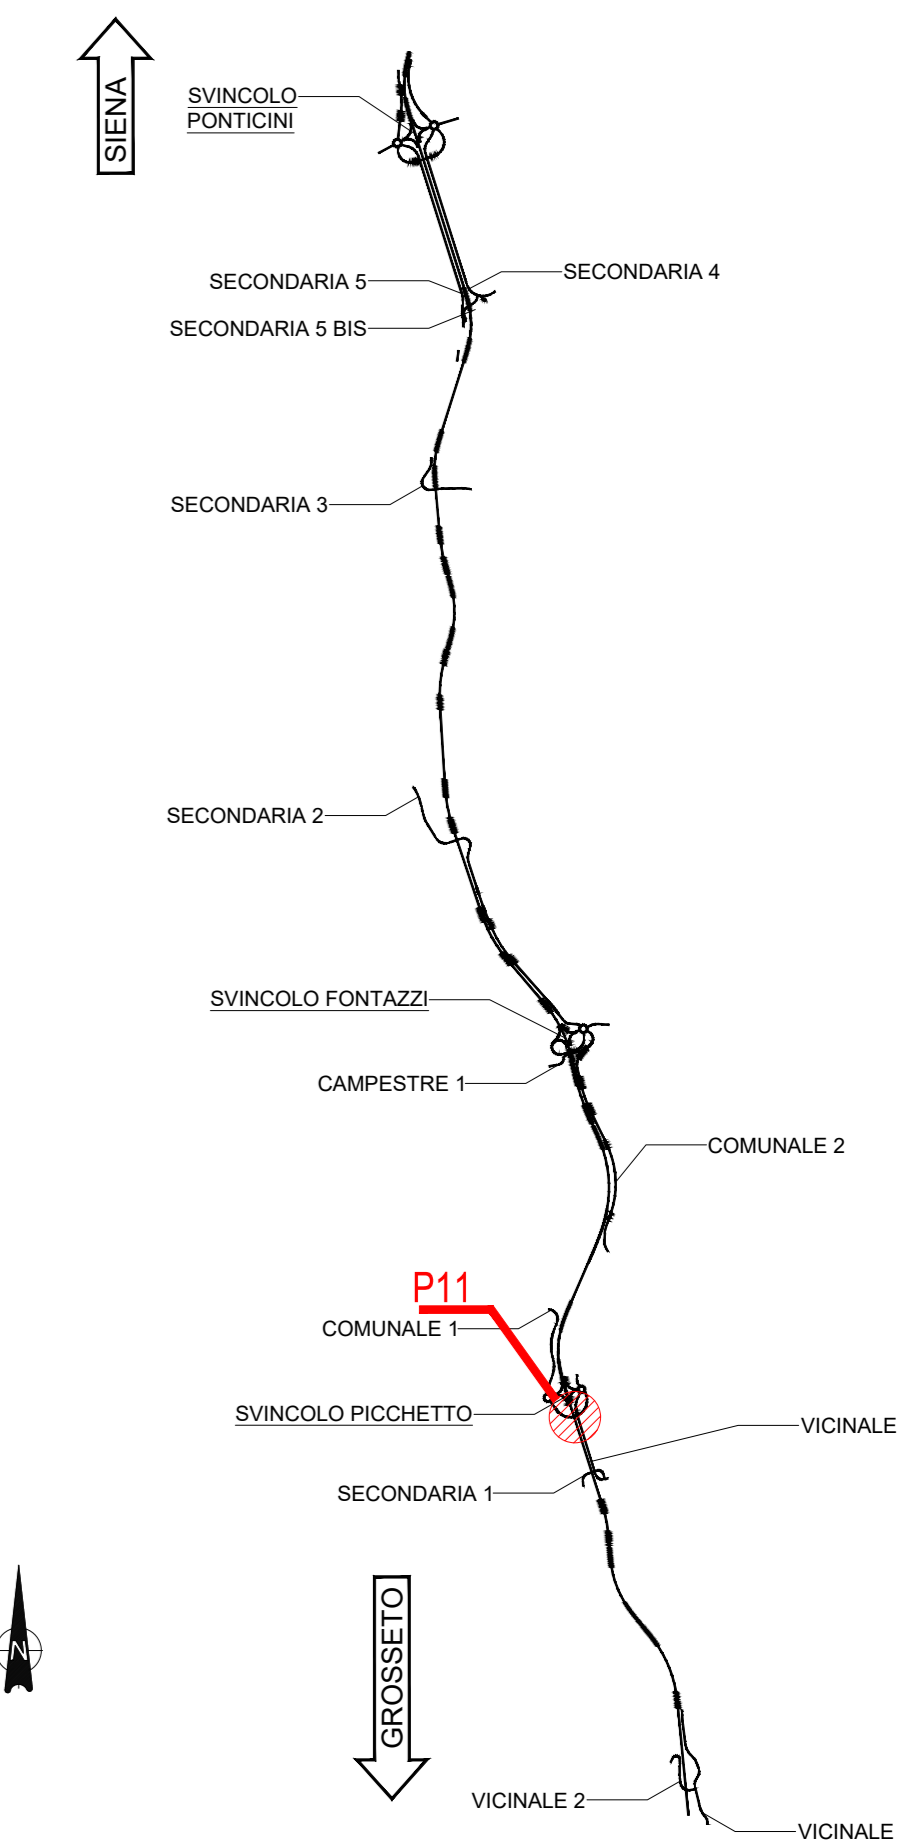 SIENA
SVINCOLO
PONTICINI
SECONDARIA 4
SECONDARIA 5
SECONDARIA 5 BIS
SECONDARIA 3
SECONDARIA 2
SVINCOLO FONTAZZI
CAMPESTRE 1
COMUNALE 2
P11
COMUNALE 1
SVINCOLO PICCHETTO
VICINALE
SECONDARIA 1
GROSSETO
N
VICINALE 2
VICINALE